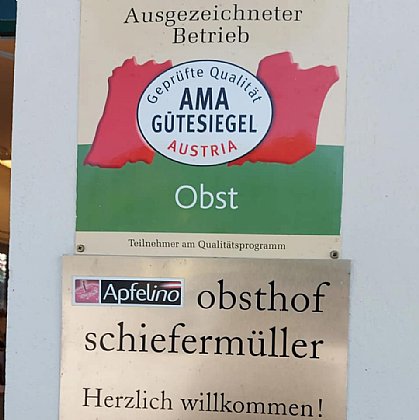 Ausgezeichneter
Betrieb
Geprüfte Qualität
AMA
GÜTESIEGEL
AUSTRIA
Obst
Teilnehmer am Qualitätsprogramm
Apfelino obsthof
schiefermüller
Herzlich willkommen!